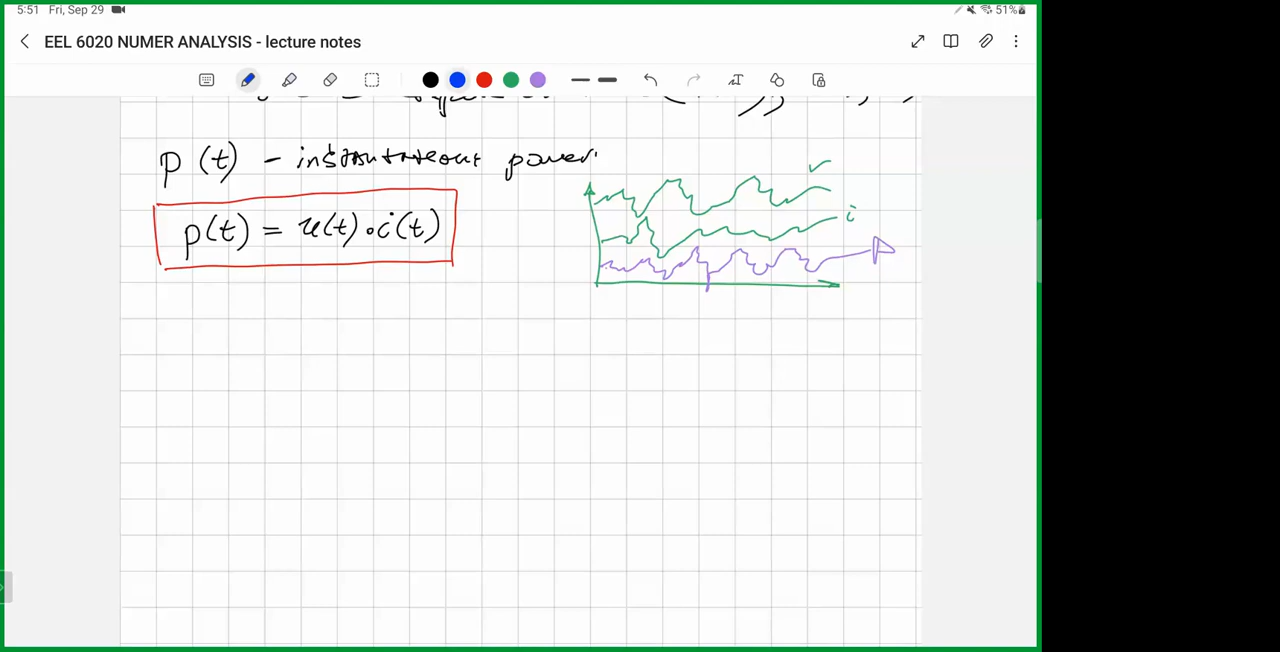 5:51 Fri, Sep 29
51%
EEL 6020 NUMER ANALYSIS - lecture notes
p(t) - instantaneous power
p(t) = u(t)·i(t)
i